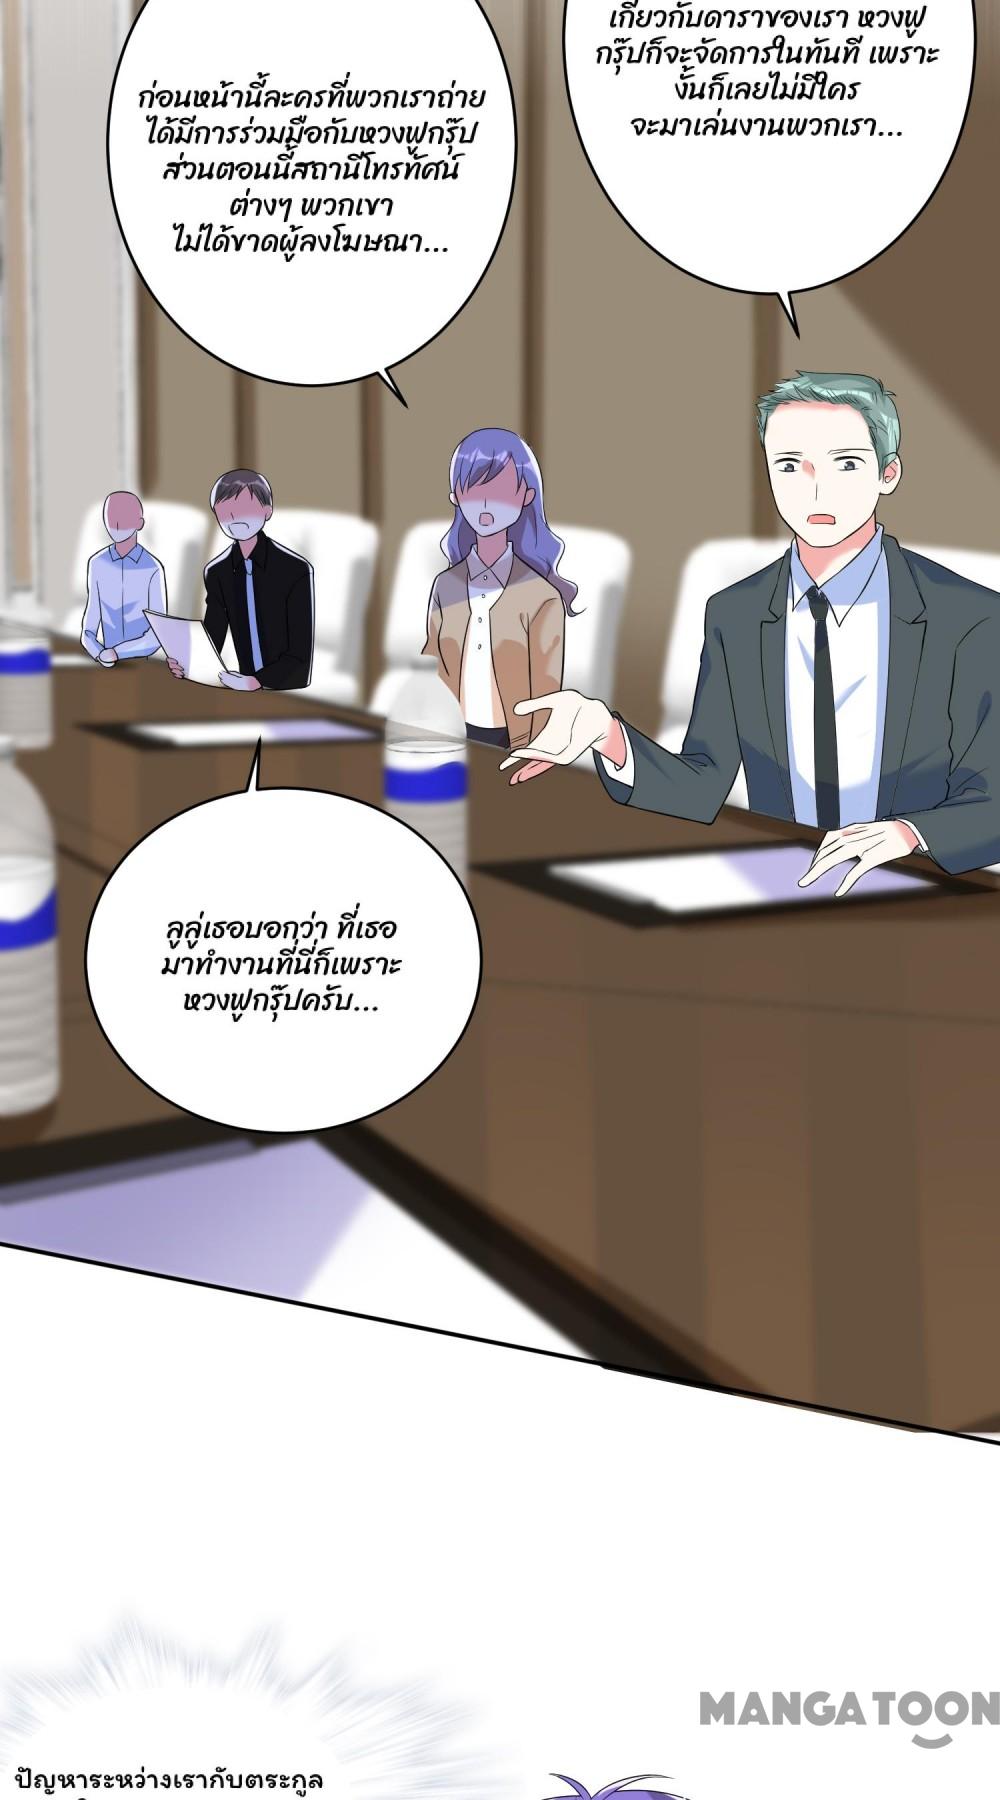 เกี่ยวกับดาราของเรา หวงฟู
กรุ๊ปก็จะจัดการในทันที เพราะ
งั้นก็เลยไม่มีใคร
จะมาเล่นงานพวกเรา...
ก่อนหน้านี้ละครที่พวกเราถ่าย
ได้มีการร่วมมือกับหวงฟูกรุ๊ป
ส่วนตอนนี้สถานีโทรทัศน์
ต่างๆ พวกเขา
ไม่ได้ขาดผู้ลงโฆษณา...
ลูลู่เธอบอกว่า ที่เธอ
มาทำงานที่นี่ก็เพราะ
หวงฟูกรุ๊ปครับ...
MANGATOON
ปัญหาระหว่างเรากับตระกูล